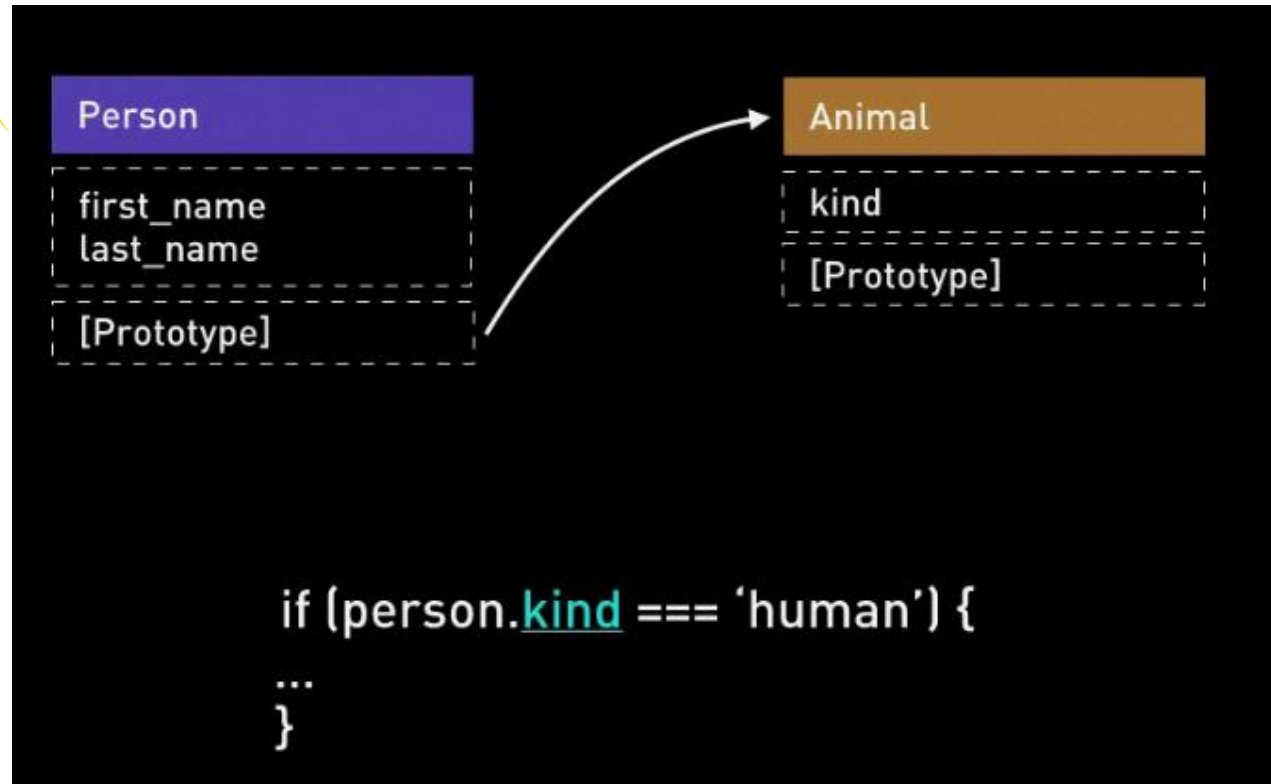 Person
first_name
last_name
[Prototype]
Animal
kind
[Prototype]
if (person.kind === ‘human’) {
...
}